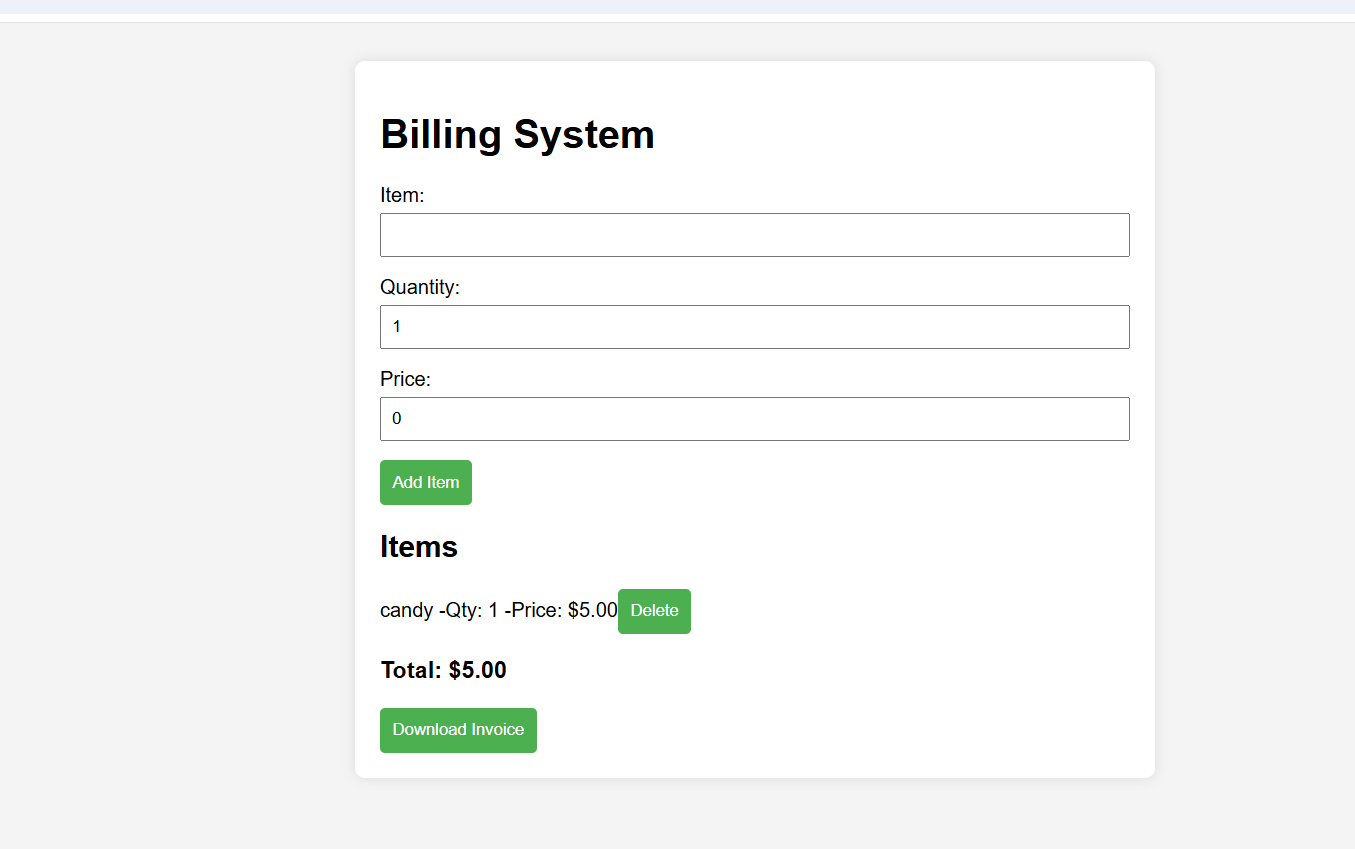 Billing System
Item:
Quantity:
1
Price:
0
Add Item
Items
candy -Qty: 1 -Price: $5.00 Delete
Total: $5.00
Download Invoice